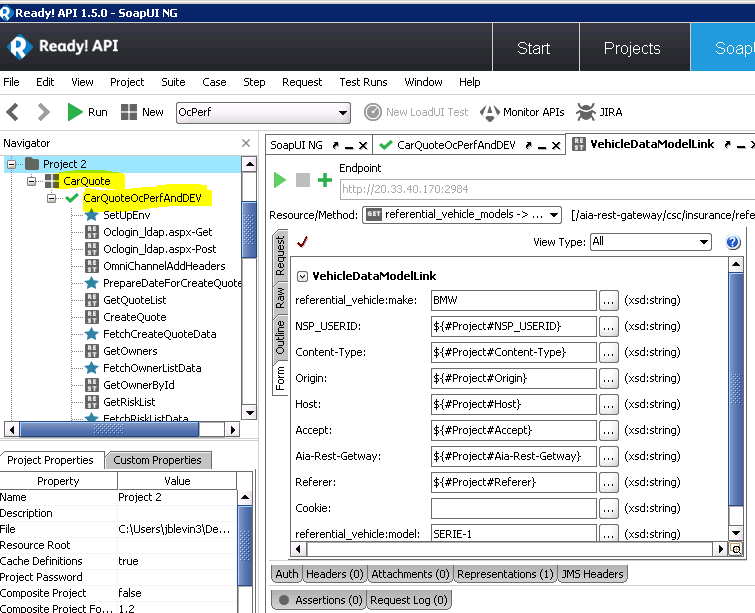 Ready! API 1.5.0 - SoapUI NG
Ready! API
Start
Projects
SoapU
File Edit View Project Suite Case Step Request Test Runs Window Help
Run
New
OcPerf
New LoadUI Test
Monitor APIs
JIRA
Navigator
Project 2
CarQuote
CarQuoteOcPerfAndDEV
SetUpEnv
Oclogin_ldap.aspx-Get
Oclogin_ldap.aspx-Post
OmniChannelAddHeaders
PrepareDateForCreateQuote
GetQuoteList
CreateQuote
FetchCreateQuoteData
GetOwners
FetchOwnerListData
GetOwnerById
GetRiskList
FetchRiskListData
Project Properties
Custom Properties
Property Value
Name Project 2
Description
File C:\Users\jblevin3\De...
Resource Root
Cache Definitions true
Project Password
Composite Project false
Composite Project Fo... 1.2
SoapUI NG
CarQuoteOcPerfAndDEV
VehicleDataModelLink
Endpoint
http://20.33.40.170:2984
Resource/Method:
GET referential_vehicle_models -> ...
[/aia-rest-gateway/csc/insurance/refe
View Type: All
Request
Raw
Outline
Form
VehicleDataModelLink
referential_vehicle:make: BMW ... (xsd:string)
NSP_USERID: ${#Project#NSP_USERID} ... (xsd:string)
Content-Type: ${#Project#Content-Type} ... (xsd:string)
Origin: ${#Project#Origin} ... (xsd:string)
Host: ${#Project#Host} ... (xsd:string)
Accept: ${#Project#Accept} ... (xsd:string)
Aia-Rest-Getway: ${#Project#Aia-Rest-Getway} ... (xsd:string)
Referer: ${#Project#Referer} ... (xsd:string)
Cookie: ... (xsd:string)
referential_vehicle:model: SERIE-1 ... (xsd:string)
Auth
Headers (0)
Attachments (0)
Representations (1)
JMS Headers
Assertions (0)
Request Log (0)